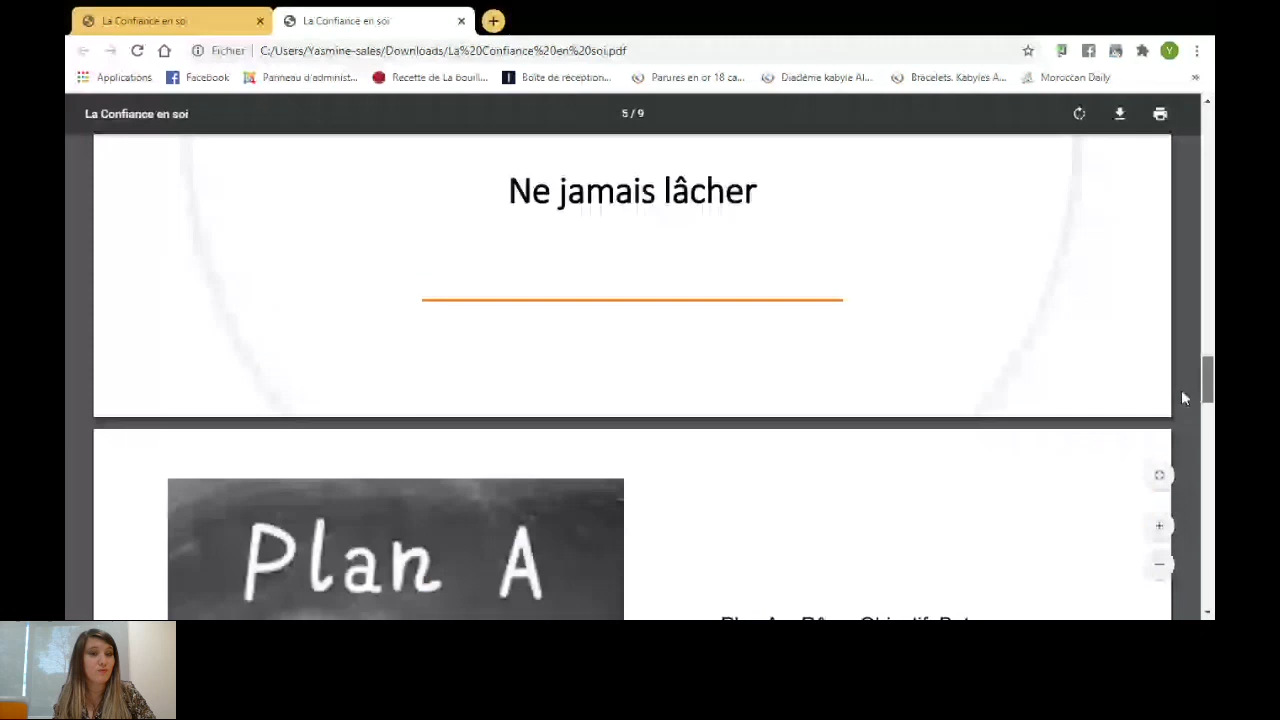 La Confiance en soi
La Confiance en soi
Fichier
C:/Users/Yasmine-sales/Downloads/La%20Confiance%20en%20soi.pdf
Y
Applications
Facebook
Panneau d'administ...
Recette de La bouill...
Boîte de réception...
Parures en or 18 ca...
Diadème kabyle Al...
Bracelets. Kabyles A...
Moroccan Daily
»
La Confiance en soi
5 / 9
Ne jamais lâcher
Plan A